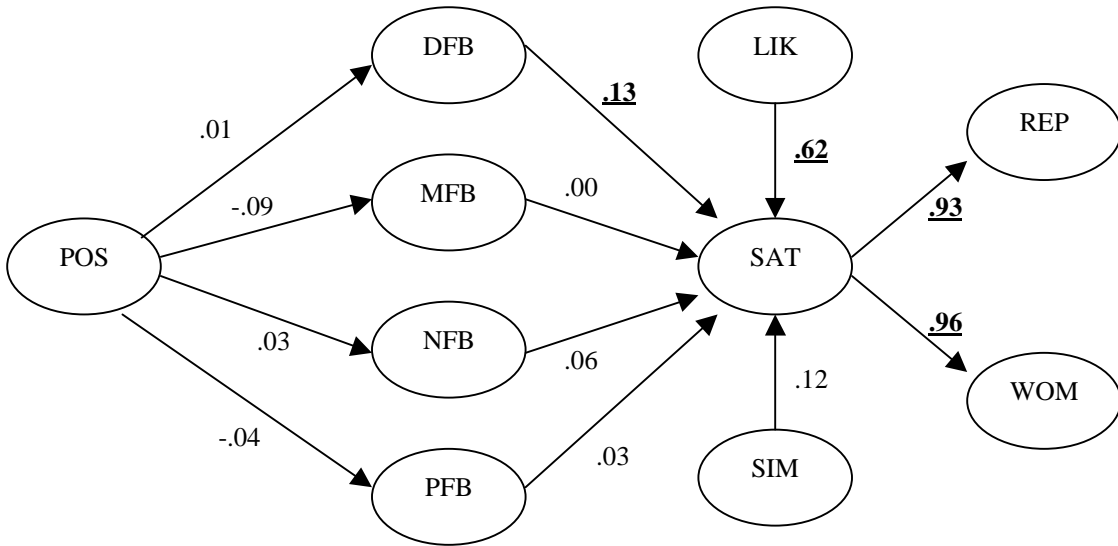 DFB
LIK
.13
REP
.01
.62
MFB
.00
-.09
.93
POS
SAT
.03
NFB
.06
.96
.12
WOM
-.04
.03
SIM
PFB